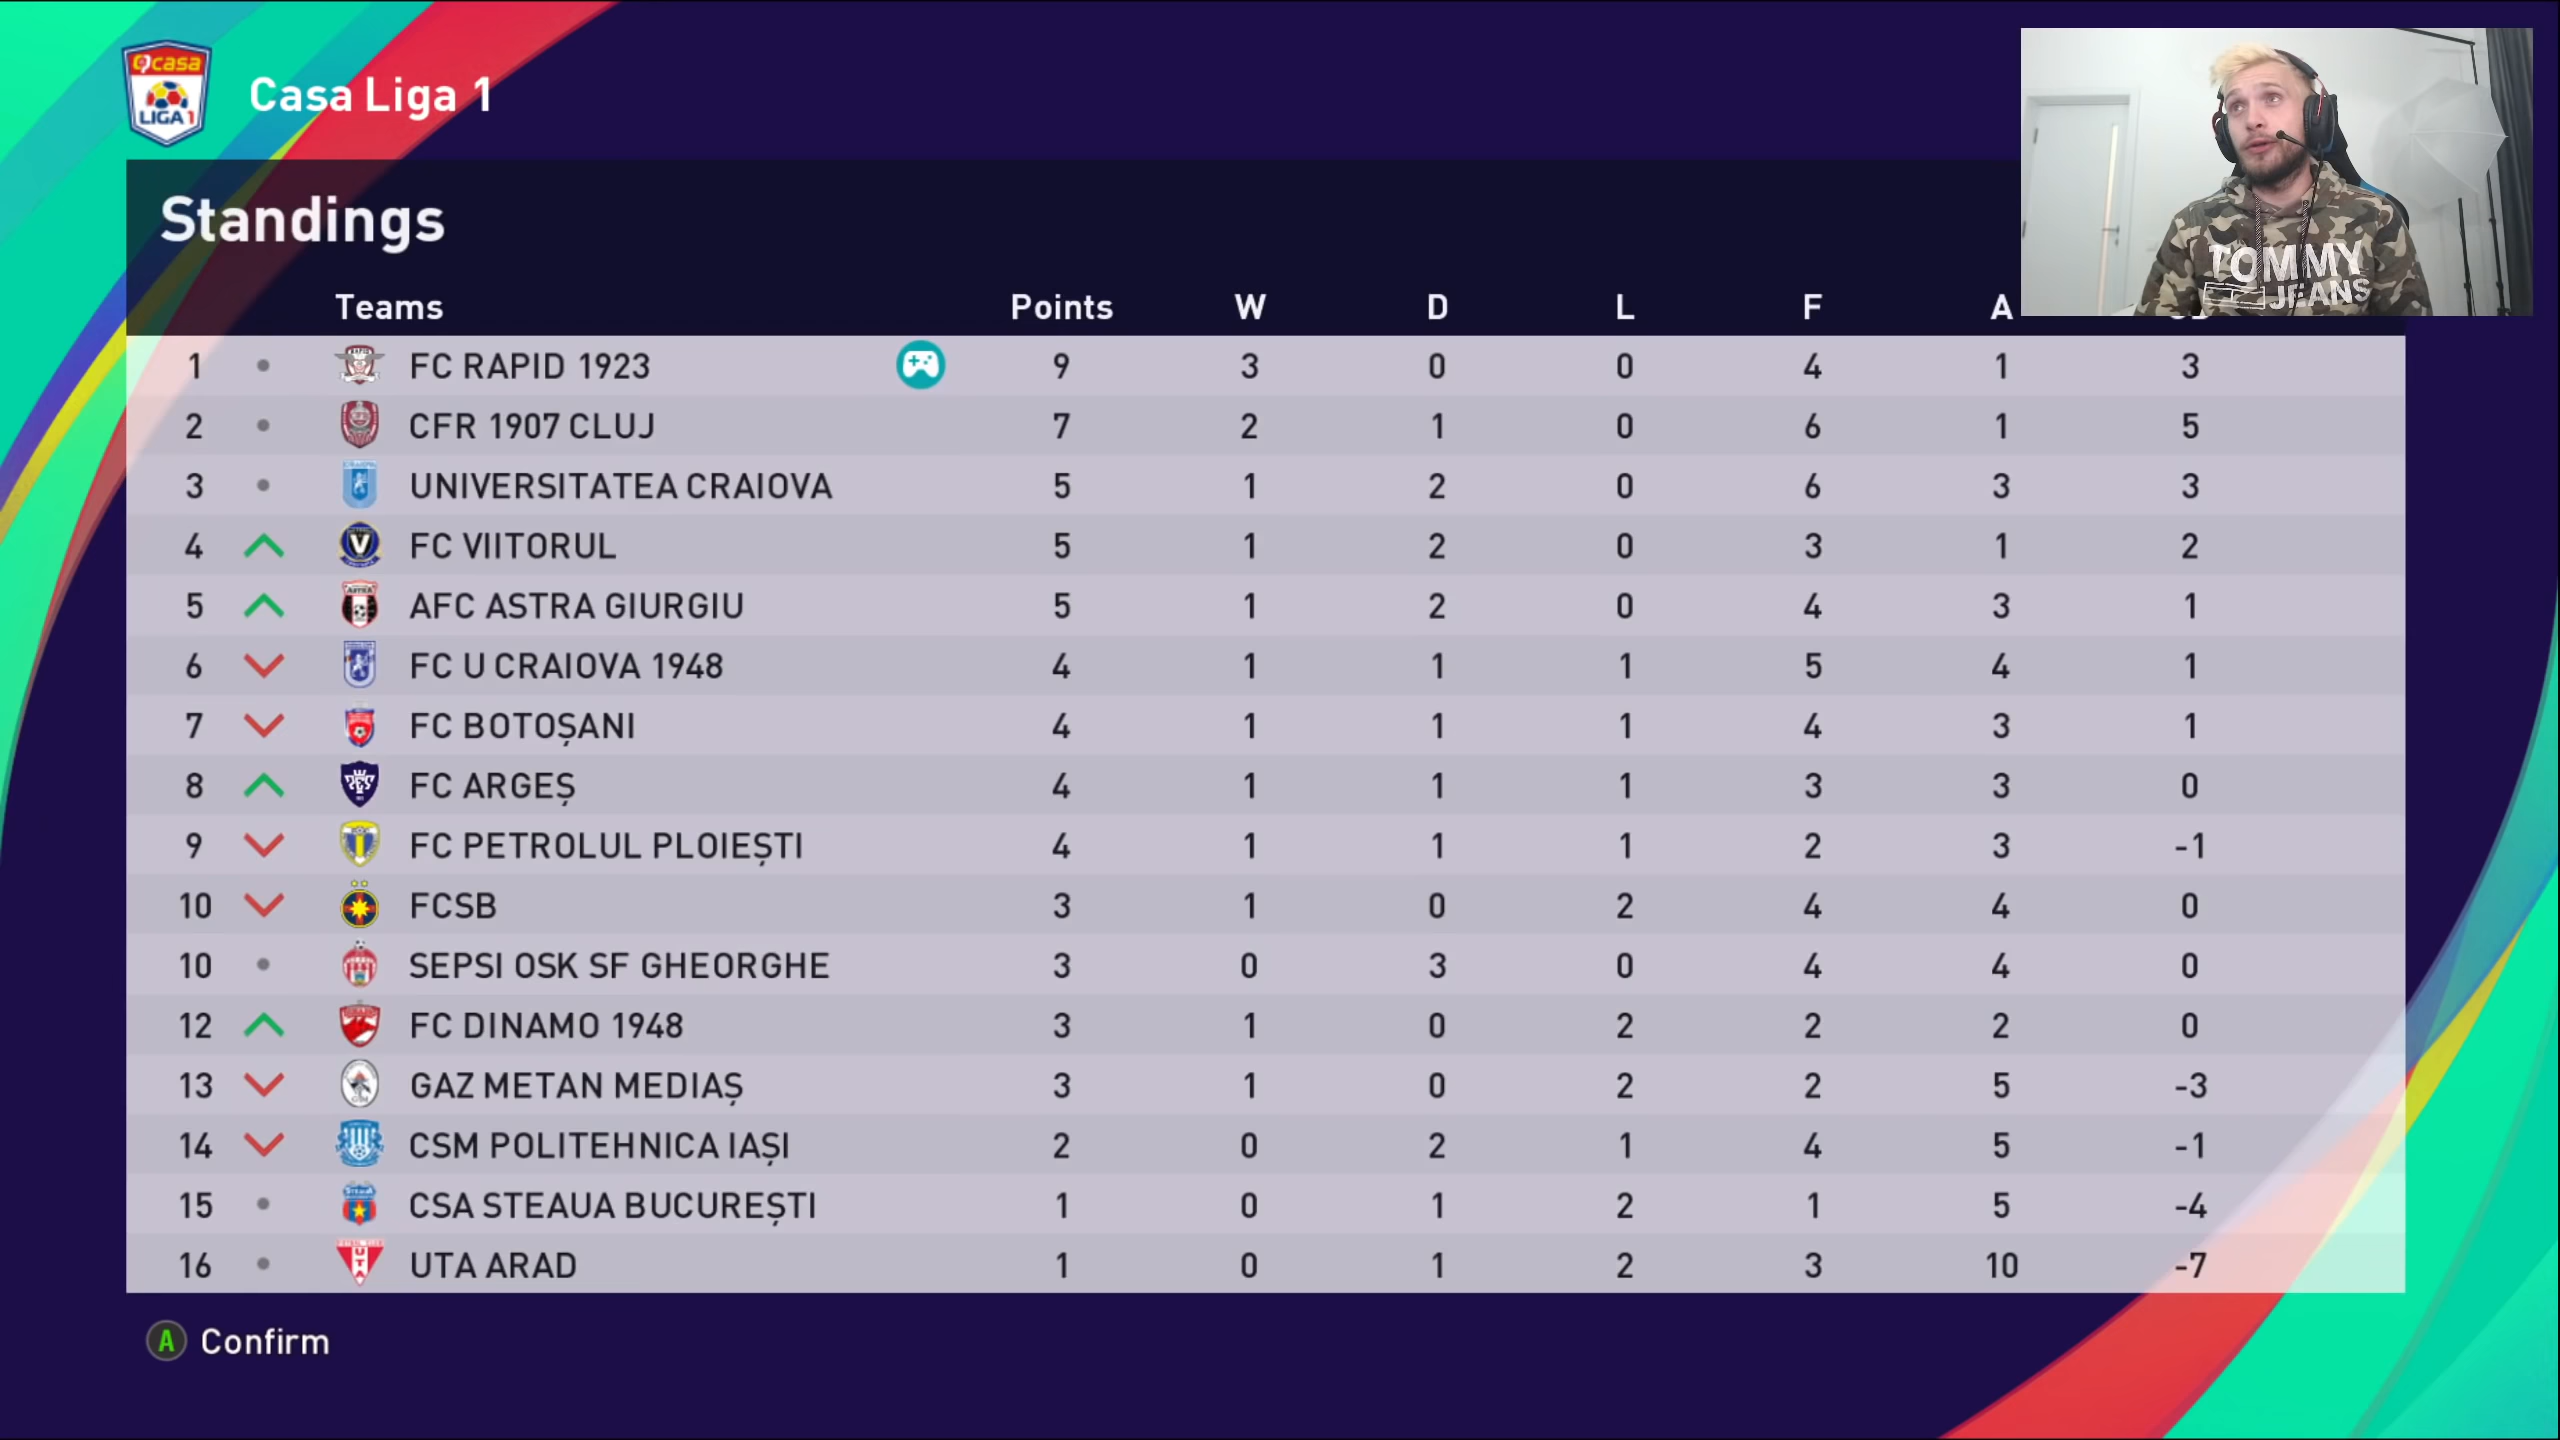 casa
LIGA 1
Casa Liga 1
Standings
TOMMY
JEANS
Teams Points W D L F A
1 FC RAPID 1923 9 3 0 0 4 1 3
2 CFR 1907 CLUJ 7 2 1 0 6 1 5
3 UNIVERSITATEA CRAIOVA 5 1 2 0 6 3 3
4 FC VIITORUL 5 1 2 0 3 1 2
5 AFC ASTRA GIURGIU 5 1 2 0 4 3 1
6 FC U CRAIOVA 1948 4 1 1 1 5 4 1
7 FC BOTOȘANI 4 1 1 1 4 3 1
8 FC ARGEȘ 4 1 1 1 3 3 0
9 FC PETROLUL PLOIEȘTI 4 1 1 1 2 3 -1
10 FCSB 3 1 0 2 4 4 0
10 SEPSI OSK SF GHEORGHE 3 0 3 0 4 4 0
12 FC DINAMO 1948 3 1 0 2 2 2 0
13 GAZ METAN MEDIAȘ 3 1 0 2 2 5 -3
14 CSM POLITEHNICA IAȘI 2 0 2 1 4 5 -1
15 CSA STEAUA BUCUREȘTI 1 0 1 2 1 5 -4
16 UTA ARAD 1 0 1 2 3 10 -7
A Confirm